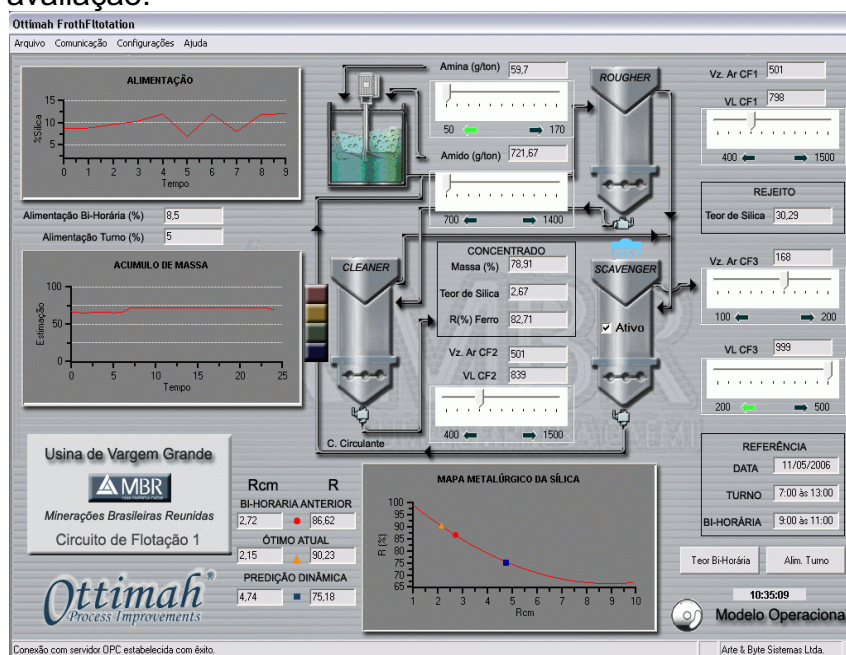 avaliação.
Ottimah FrothFltotation
Arquivo Comunicação Configurações Ajuda
ALIMENTAÇÃO
%Silica
15
10
5
0 1 2 3 4 5 6 7 8 9
Tempo
Alimentação Bi-Horária (%) 8,5
Alimentação Turno (%) 5
ACUMULO DE MASSA
Estimação
100
50
0
0 5 10 15 20 25
Tempo
Amina (g/ton) 59,7
50 170
Amido (g/ton) 721,67
700 1400
ROUGHER
Vz. Ar CF1 501
VL CF1 798
400 1500
REJEITO
Teor de Silica 30,29
CLEANER
CONCENTRADO
Massa (%) 78,91
Teor de Silica 2,67
R(%) Ferro 82,71
Vz. Ar CF2 501
VL CF2 839
400 1500
C. Circulante
SCAVENGER
Ativo
Vz. Ar CF3 168
100 200
VL CF3 999
200 500
MBR
Usina de Vargem Grande
MBR
Minerações Brasileiras Reunidas
Circuito de Flotação 1
Ottimah
Process Improvements
Rcm R
BI-HORARIA ANTERIOR
2,72 86,62
ÓTIMO ATUAL
2,15 90,23
PREDIÇÃO DINÂMICA
4,74 75,18
MAPA METALÚRGICO DA SÍLICA
R (%)
100
95
90
85
80
75
70
65
1 2 3 4 5 6 7 8 9 10
Rcm
REFERÊNCIA
DATA 11/05/2006
TURNO 7:00 às 13:00
BI-HORÁRIA 9:00 às 11:00
Teor Bi-Horária Alim. Turno
10:35:09
Modelo Operaciona
Conexão com servidor OPC estabelecida com êxito. Arte & Byte Sistemas Ltda.